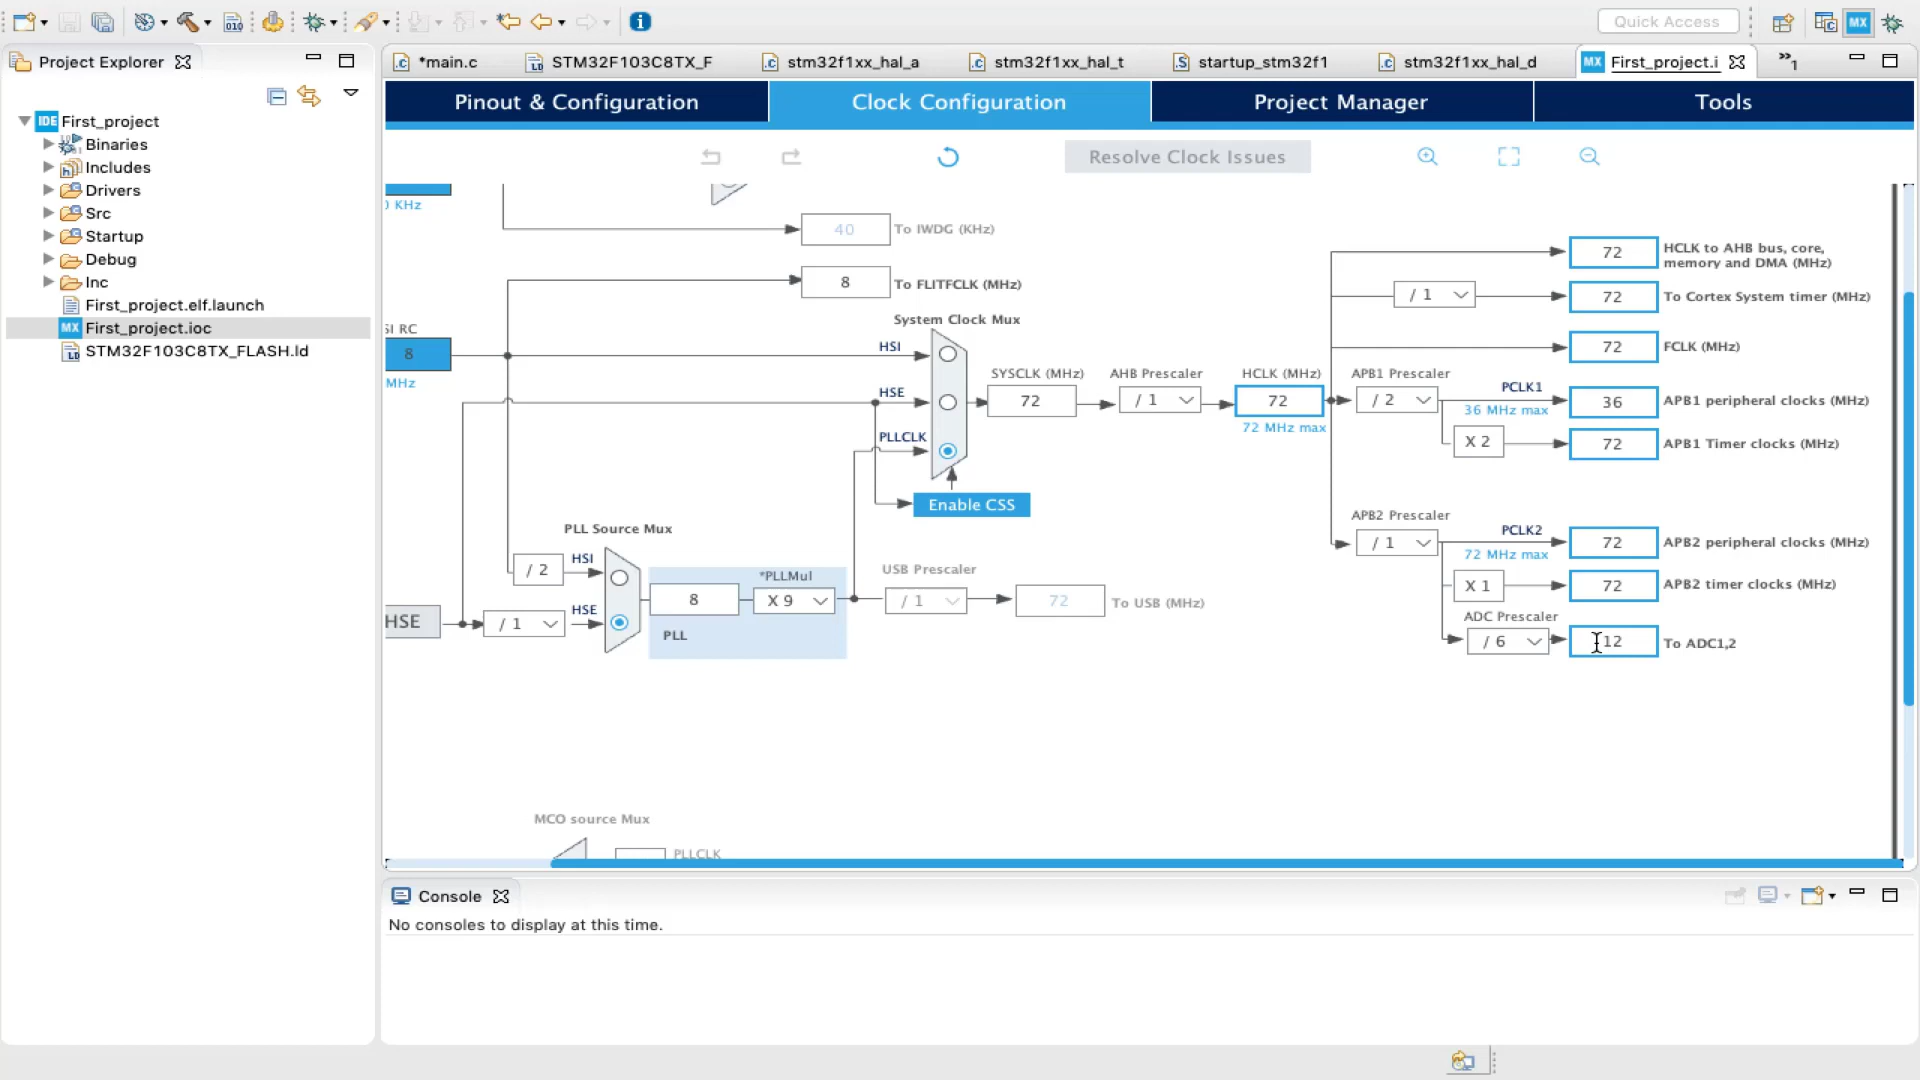 Quick Access
MX
Project Explorer
*main.c
STM32F103C8TX_F
stm32f1xx_hal_a
stm32f1xx_hal_t
startup_stm32f1
stm32f1xx_hal_d
MX First_project.i
»1
Pinout & Configuration
Clock Configuration
Project Manager
Tools
IDE First_project
Binaries
Includes
Drivers
Src
Startup
Debug
Inc
First_project.elf.launch
MX First_project.ioc
STM32F103C8TX_FLASH.ld
Resolve Clock Issues
0 KHz
40
To IWDG (KHz)
8
To FLITFCLK (MHz)
System Clock Mux
SI RC
8
MHz
HSI
HSE
PLLCLK
SYSCLK (MHz)
72
AHB Prescaler
/ 1
HCLK (MHz)
72
72 MHz max
Enable CSS
72
HCLK to AHB bus, core,
memory and DMA (MHz)
/ 1
72
To Cortex System timer (MHz)
72
FCLK (MHz)
APB1 Prescaler
/ 2
PCLK1
36 MHz max
36
APB1 peripheral clocks (MHz)
X 2
72
APB1 Timer clocks (MHz)
APB2 Prescaler
/ 1
PCLK2
72 MHz max
72
APB2 peripheral clocks (MHz)
X 1
72
APB2 timer clocks (MHz)
ADC Prescaler
/ 6
12
To ADC1,2
PLL Source Mux
/ 2
HSI
HSE
/ 1
HSE
8
*PLLMul
X 9
PLL
USB Prescaler
/ 1
72
To USB (MHz)
MCO source Mux
PLLCLK
Console
No consoles to display at this time.